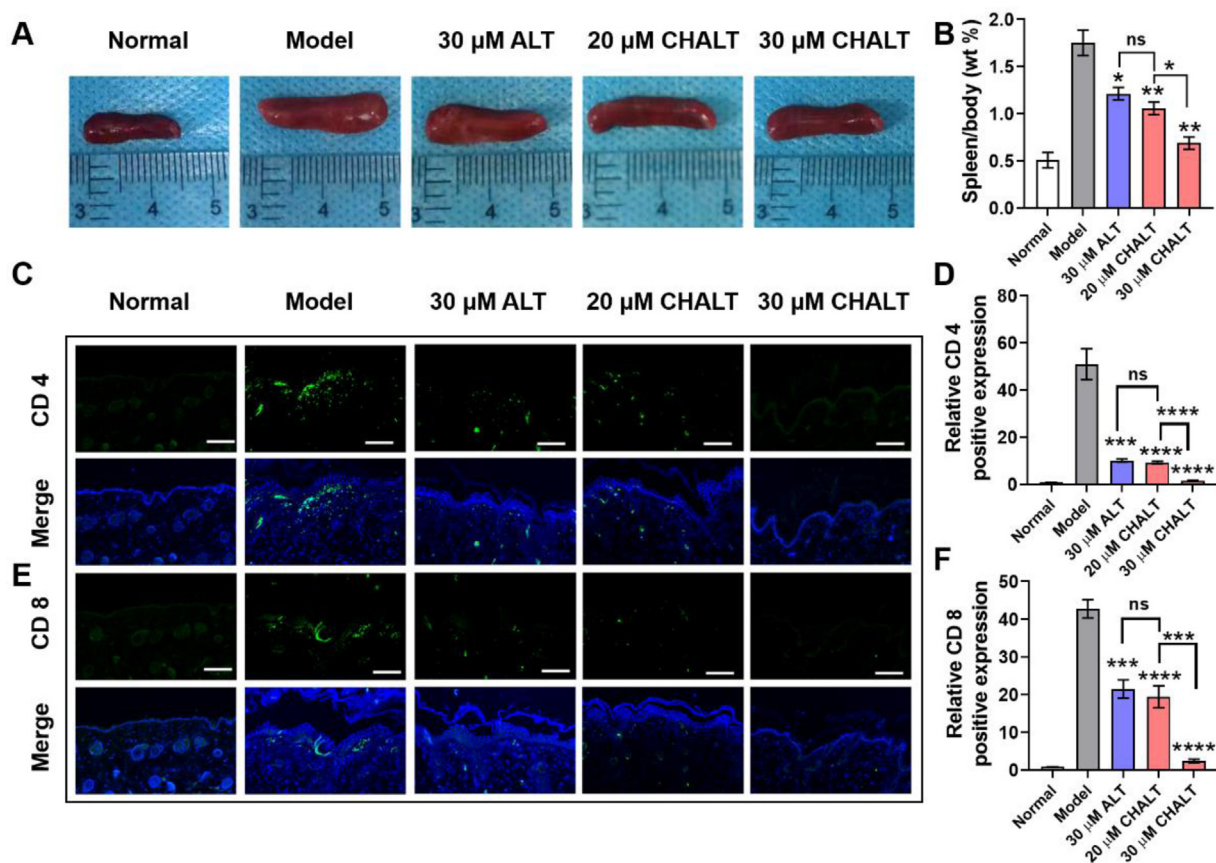 A
Normal
Model
30 µM ALT
20 µM CHALT
30 µM CHALT
3 4 5
3 4 5
3 4 5
3 4 5
3 4 5
B
Spleen/body (wt %)
2.0
1.5
1.0
0.5
0.0
ns
*
*
**
**
Normal
Model
30 µM ALT
20 µM CHALT
30 µM CHALT
C
Normal
Model
30 µM ALT
20 µM CHALT
30 µM CHALT
CD 4
Merge
E
CD 8
Merge
D
Relative CD 4
positive expression
80
60
40
20
0
ns
****
***
****
****
Normal
Model
30 µM ALT
20 µM CHALT
30 µM CHALT
F
Relative CD 8
positive expression
50
40
30
20
10
0
ns
***
***
****
****
Normal
Model
30 µM ALT
20 µM CHALT
30 µM CHALT